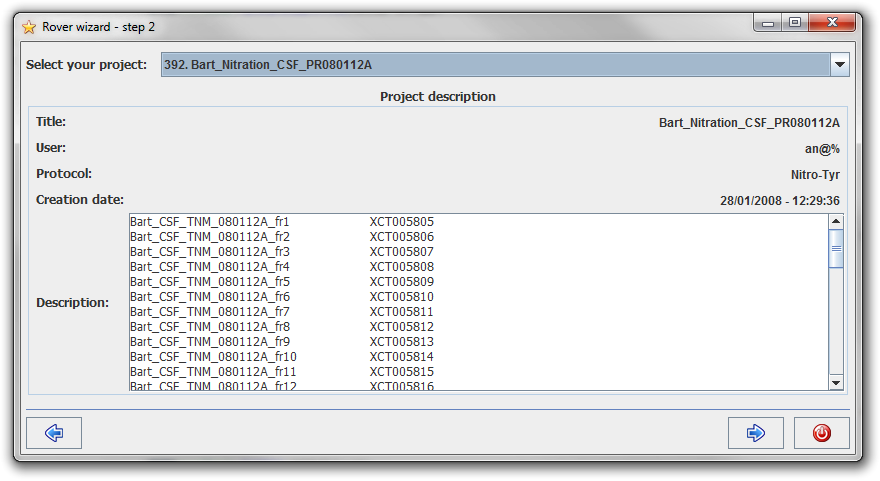 Rover wizard - step 2
Select your project: 392. Bart_Nitration_CSF_PR080112A
Project description
Title: Bart_Nitration_CSF_PR080112A
User: an@%
Protocol: Nitro-Tyr
Creation date: 28/01/2008 - 12:29:36
Description:
Bart_CSF_TNM_080112A_fr1 XCT005805
Bart_CSF_TNM_080112A_fr2 XCT005806
Bart_CSF_TNM_080112A_fr3 XCT005807
Bart_CSF_TNM_080112A_fr4 XCT005808
Bart_CSF_TNM_080112A_fr5 XCT005809
Bart_CSF_TNM_080112A_fr6 XCT005810
Bart_CSF_TNM_080112A_fr7 XCT005811
Bart_CSF_TNM_080112A_fr8 XCT005812
Bart_CSF_TNM_080112A_fr9 XCT005813
Bart_CSF_TNM_080112A_fr10 XCT005814
Bart_CSF_TNM_080112A_fr11 XCT005815
Bart_CSF_TNM_080112A_fr12 XCT005816